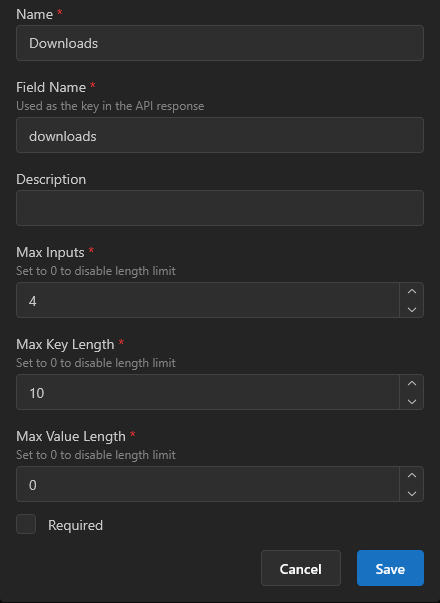 Name *
Downloads
Field Name *
Used as the key in the API response
downloads
Description
Max Inputs *
Set to 0 to disable length limit
4
Max Key Length *
Set to 0 to disable length limit
10
Max Value Length *
Set to 0 to disable length limit
0
Required
Cancel Save